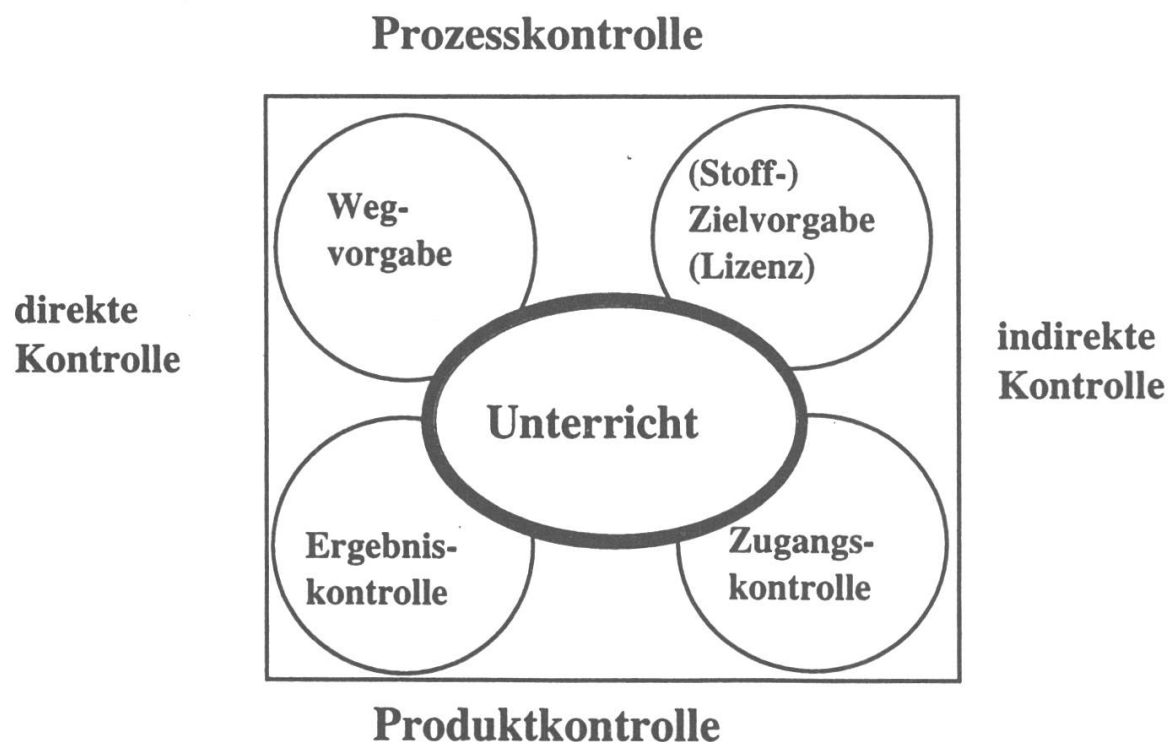 Prozesskontrolle
Weg-
vorgabe
(Stoff-)
Zielvorgabe
(Lizenz)
direkte
Kontrolle
indirekte
Kontrolle
Unterricht
Ergebnis-
kontrolle
Zugangs-
kontrolle
Produktkontrolle